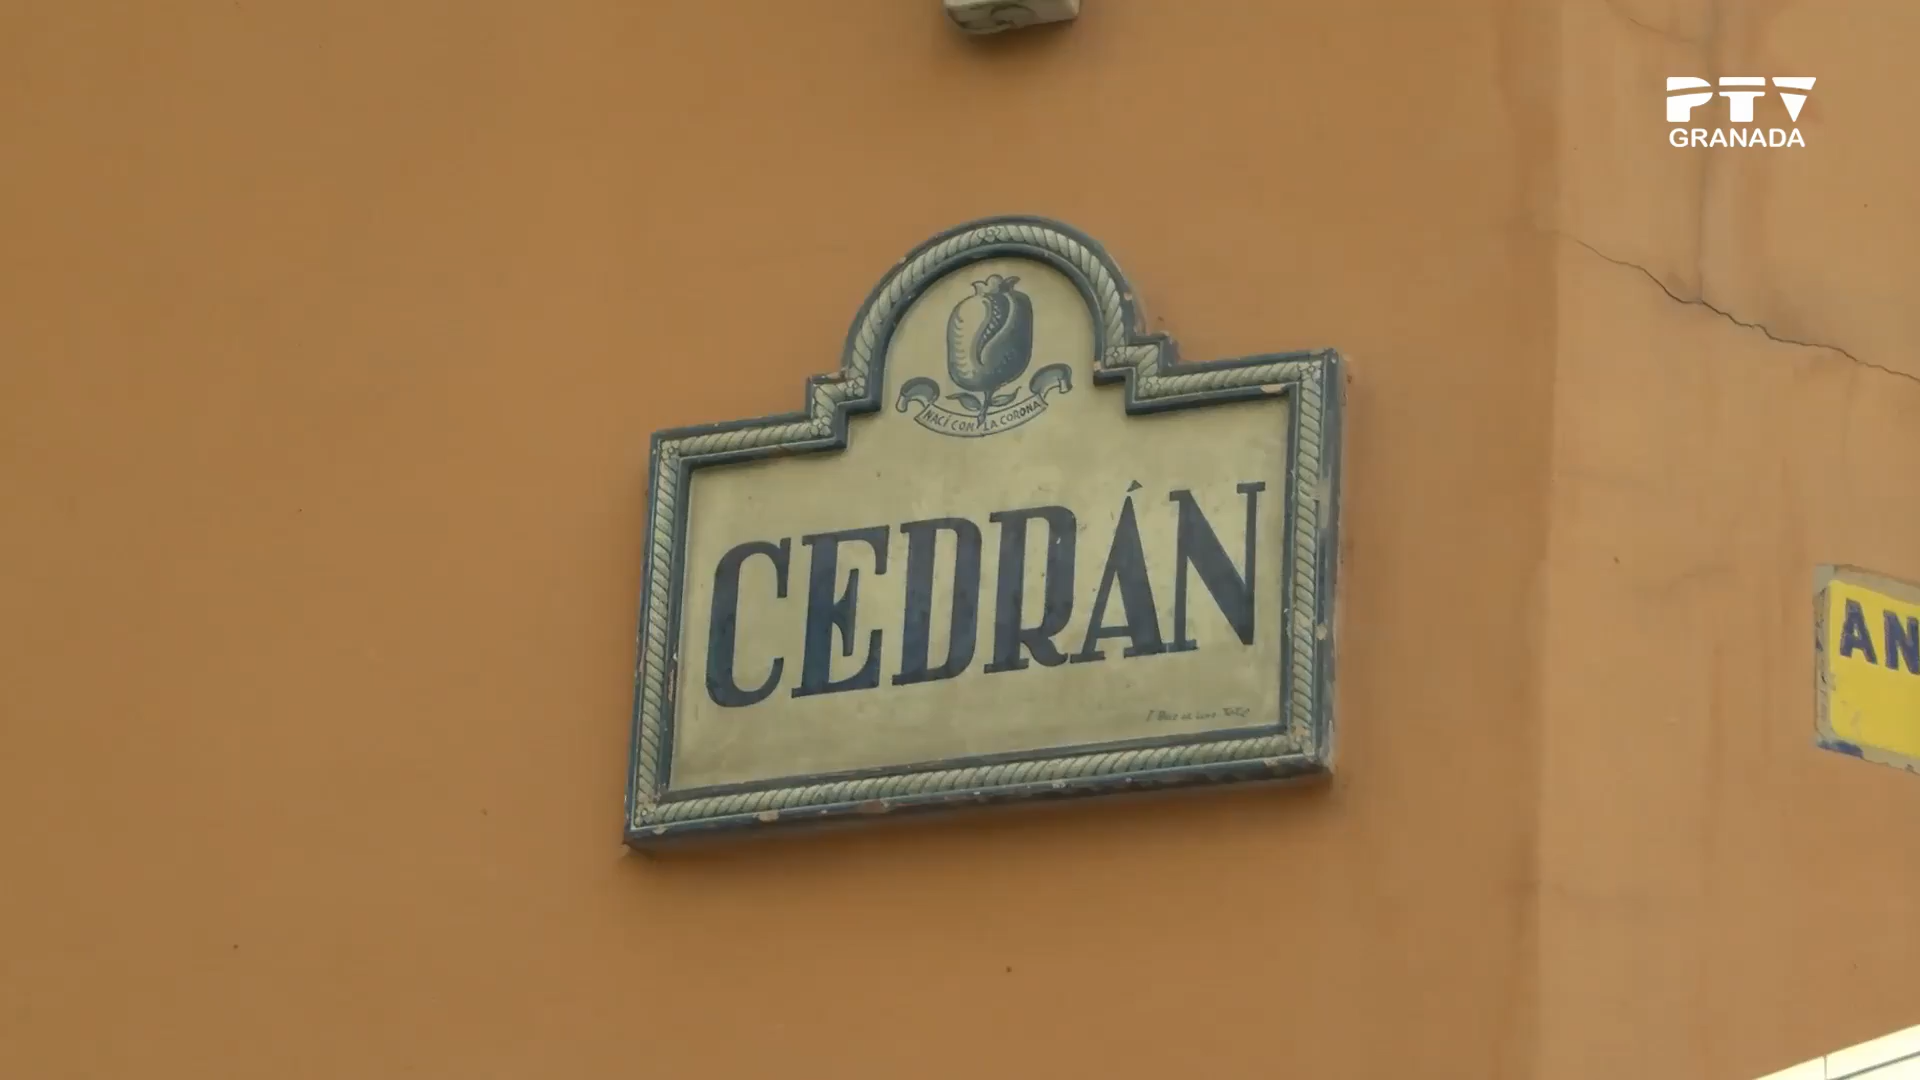 PTV
GRANADA
NACÍ CON LA CORONA
CEDRÁN
AN